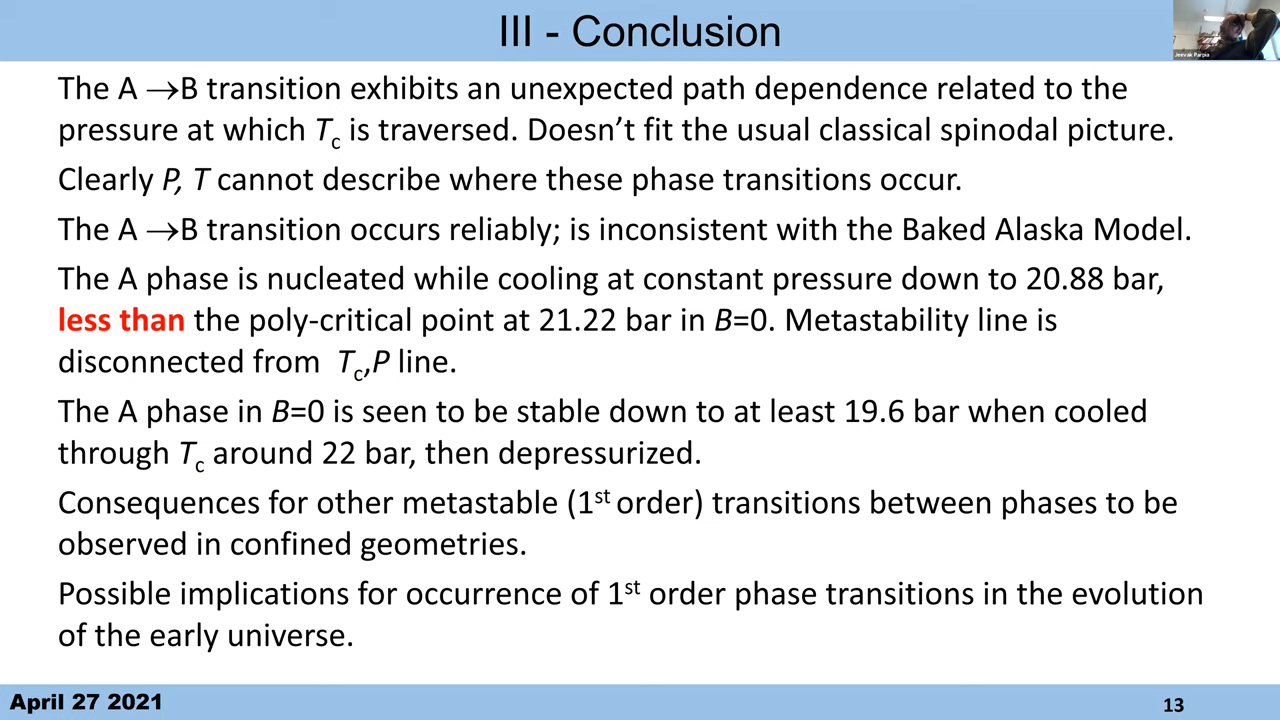 III - Conclusion
Jeevak Parpia
The A →B transition exhibits an unexpected path dependence related to the
pressure at which Tc is traversed. Doesn’t fit the usual classical spinodal picture.
Clearly P, T cannot describe where these phase transitions occur.
The A →B transition occurs reliably; is inconsistent with the Baked Alaska Model.
The A phase is nucleated while cooling at constant pressure down to 20.88 bar,
less than the poly-critical point at 21.22 bar in B=0. Metastability line is
disconnected from Tc,P line.
The A phase in B=0 is seen to be stable down to at least 19.6 bar when cooled
through Tc around 22 bar, then depressurized.
Consequences for other metastable (1st order) transitions between phases to be
observed in confined geometries.
Possible implications for occurrence of 1st order phase transitions in the evolution
of the early universe.
April 27 2021
13